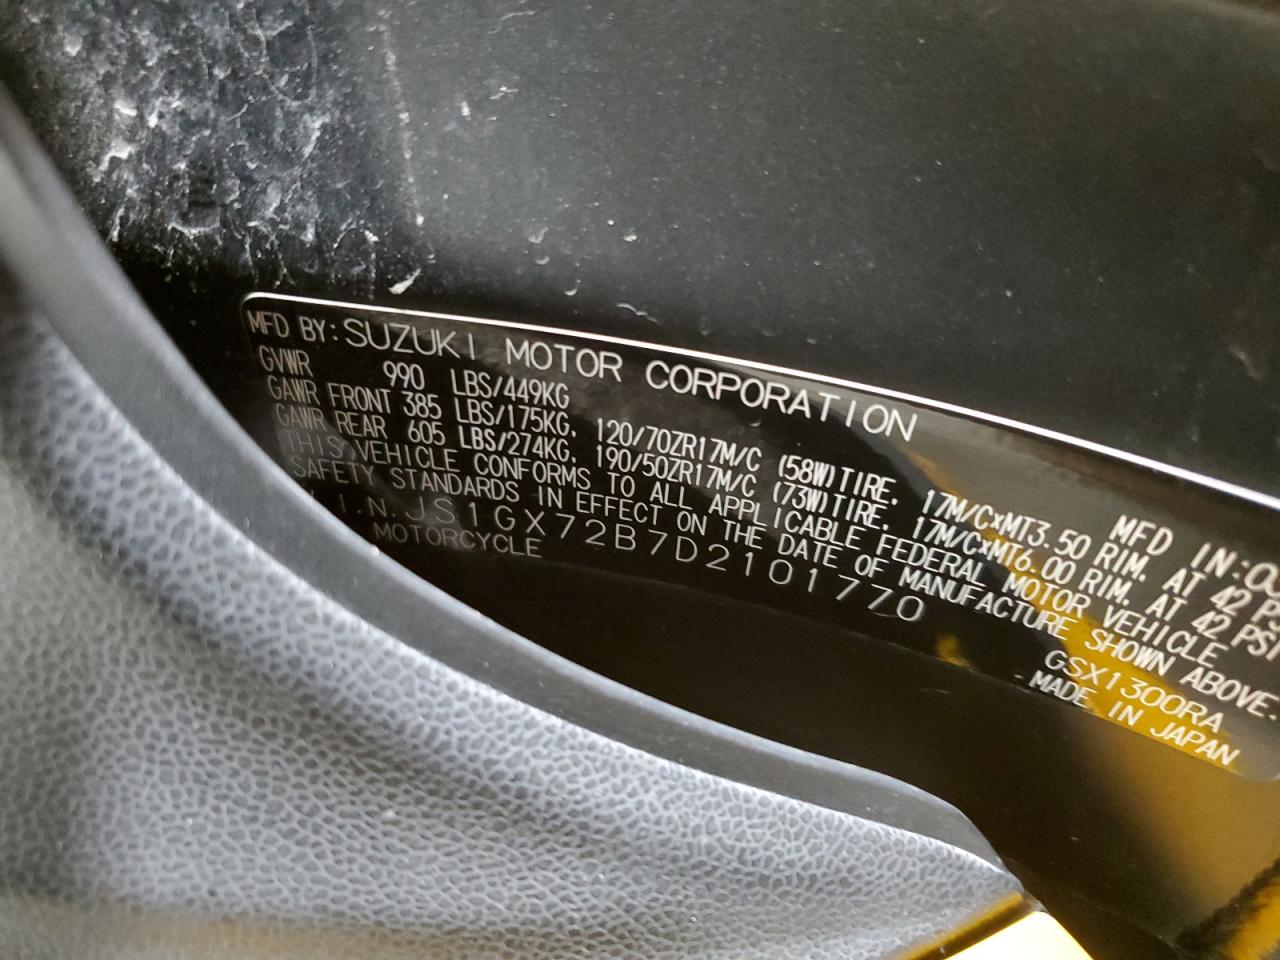 MFD BY: SUZUKI MOTOR CORPORATION MFD IN:
GVWR 990 LBS/449KG
GAWR FRONT 385 LBS/175KG. 120/70ZR17M/C (58W)TIRE. 17M/C×MT3.50 RIM. AT 42 PSI
GAWR REAR 605 LBS/274KG. 190/50ZR17M/C (73W)TIRE. 17M/C×MT6.00 RIM. AT 42 PSI
THIS VEHICLE CONFORMS TO ALL APPLICABLE FEDERAL MOTOR VEHICLE
SAFETY STANDARDS IN EFFECT ON THE DATE OF MANUFACTURE SHOWN ABOVE.
V.I.N. JS1GX72B7D2101770 GSX1300RA
MOTORCYCLE MADE IN JAPAN